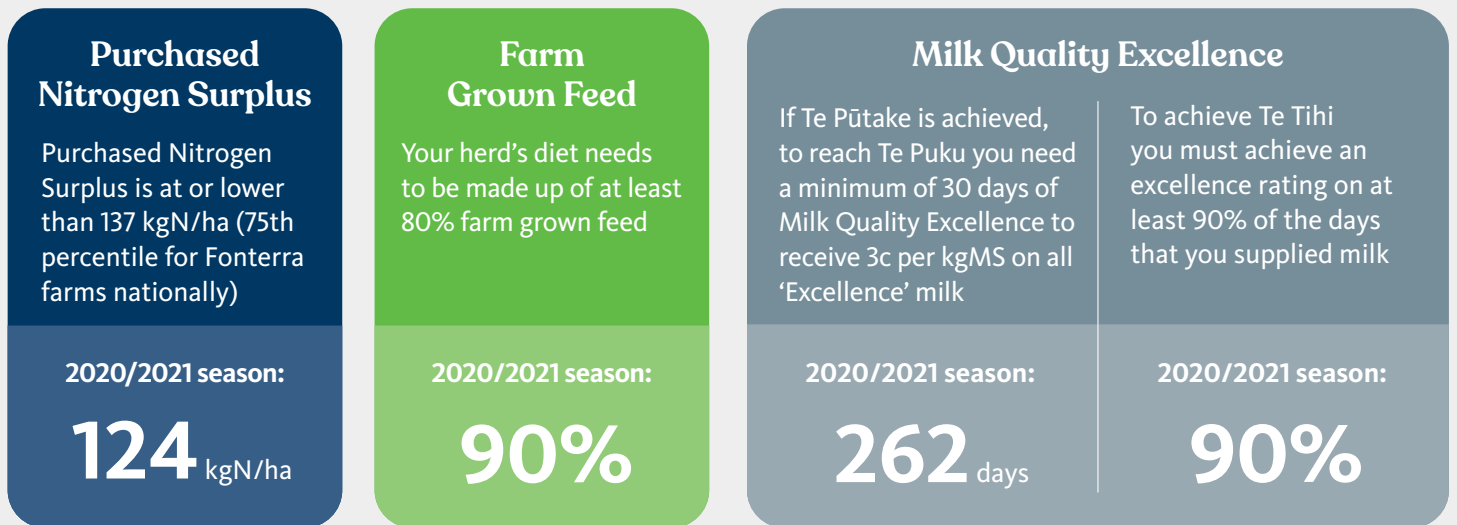 Purchased
Nitrogen Surplus
Purchased Nitrogen
Surplus is at or lower
than 137 kgN/ha (75th
percentile for Fonterra
farms nationally)
2020/2021 season:
124 kgN/ha
Farm
Grown Feed
Your herd’s diet needs
to be made up of at least
80% farm grown feed
2020/2021 season:
90%
Milk Quality Excellence
If Te Pūtake is achieved,
to reach Te Puku you need
a minimum of 30 days of
Milk Quality Excellence to
receive 3c per kgMS on all
‘Excellence’ milk
2020/2021 season:
262 days
To achieve Te Tihi
you must achieve an
excellence rating on at
least 90% of the days
that you supplied milk
2020/2021 season:
90%